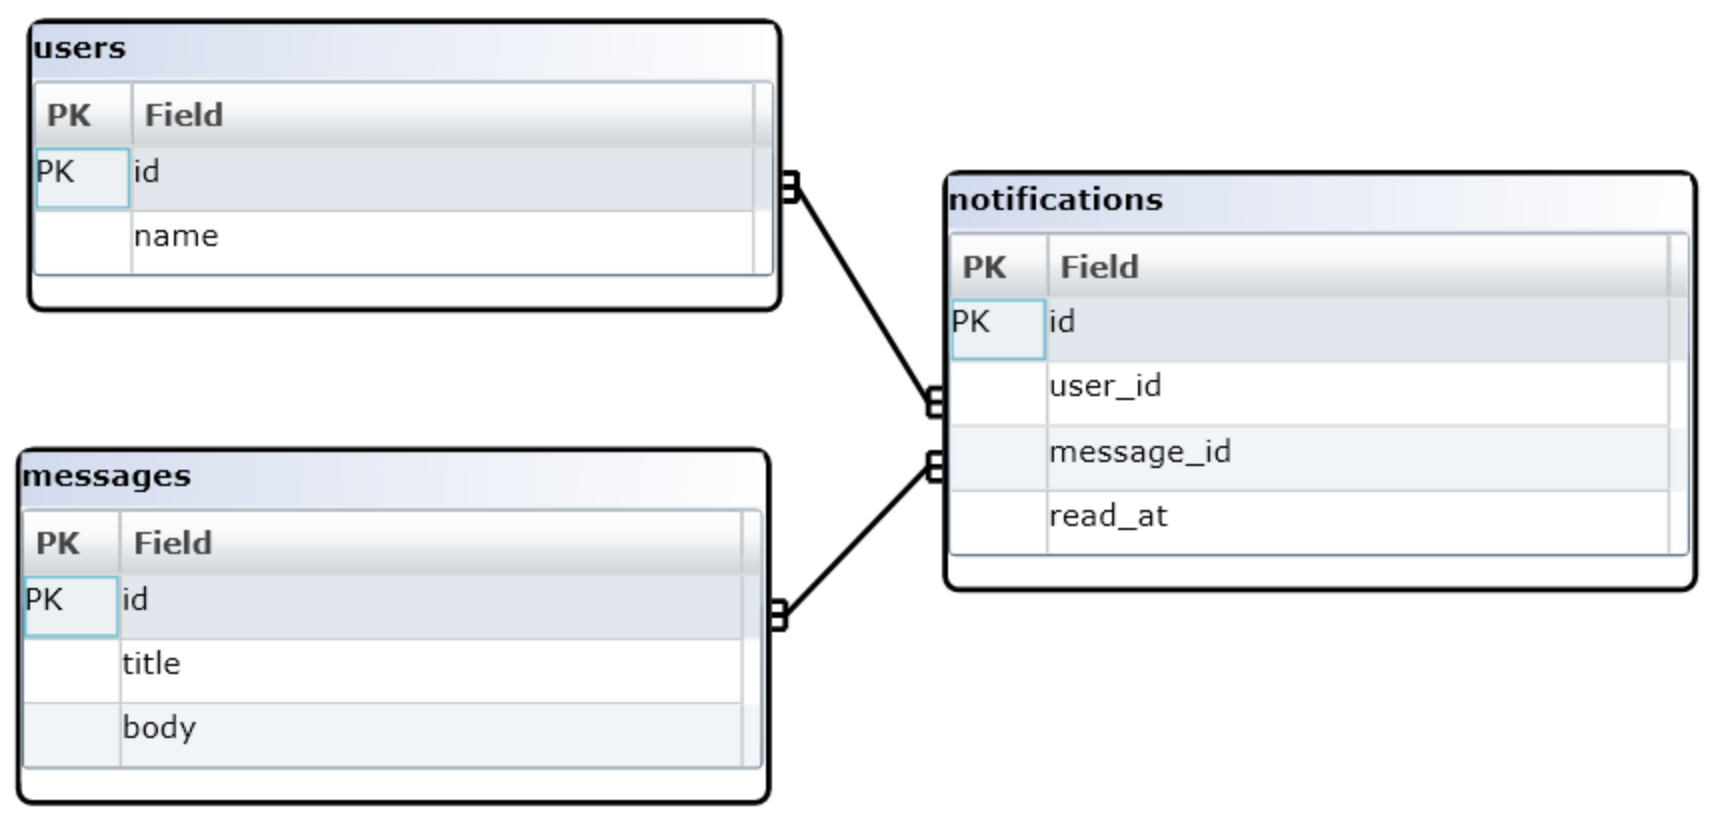 users
PK Field
PK id
name
messages
PK Field
PK id
title
body
notifications
PK Field
PK id
user_id
message_id
read_at